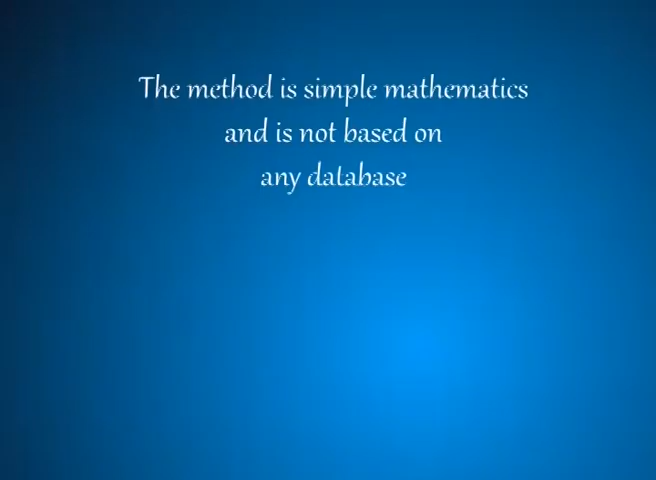 The method is simple mathematics
and is not based on
any database